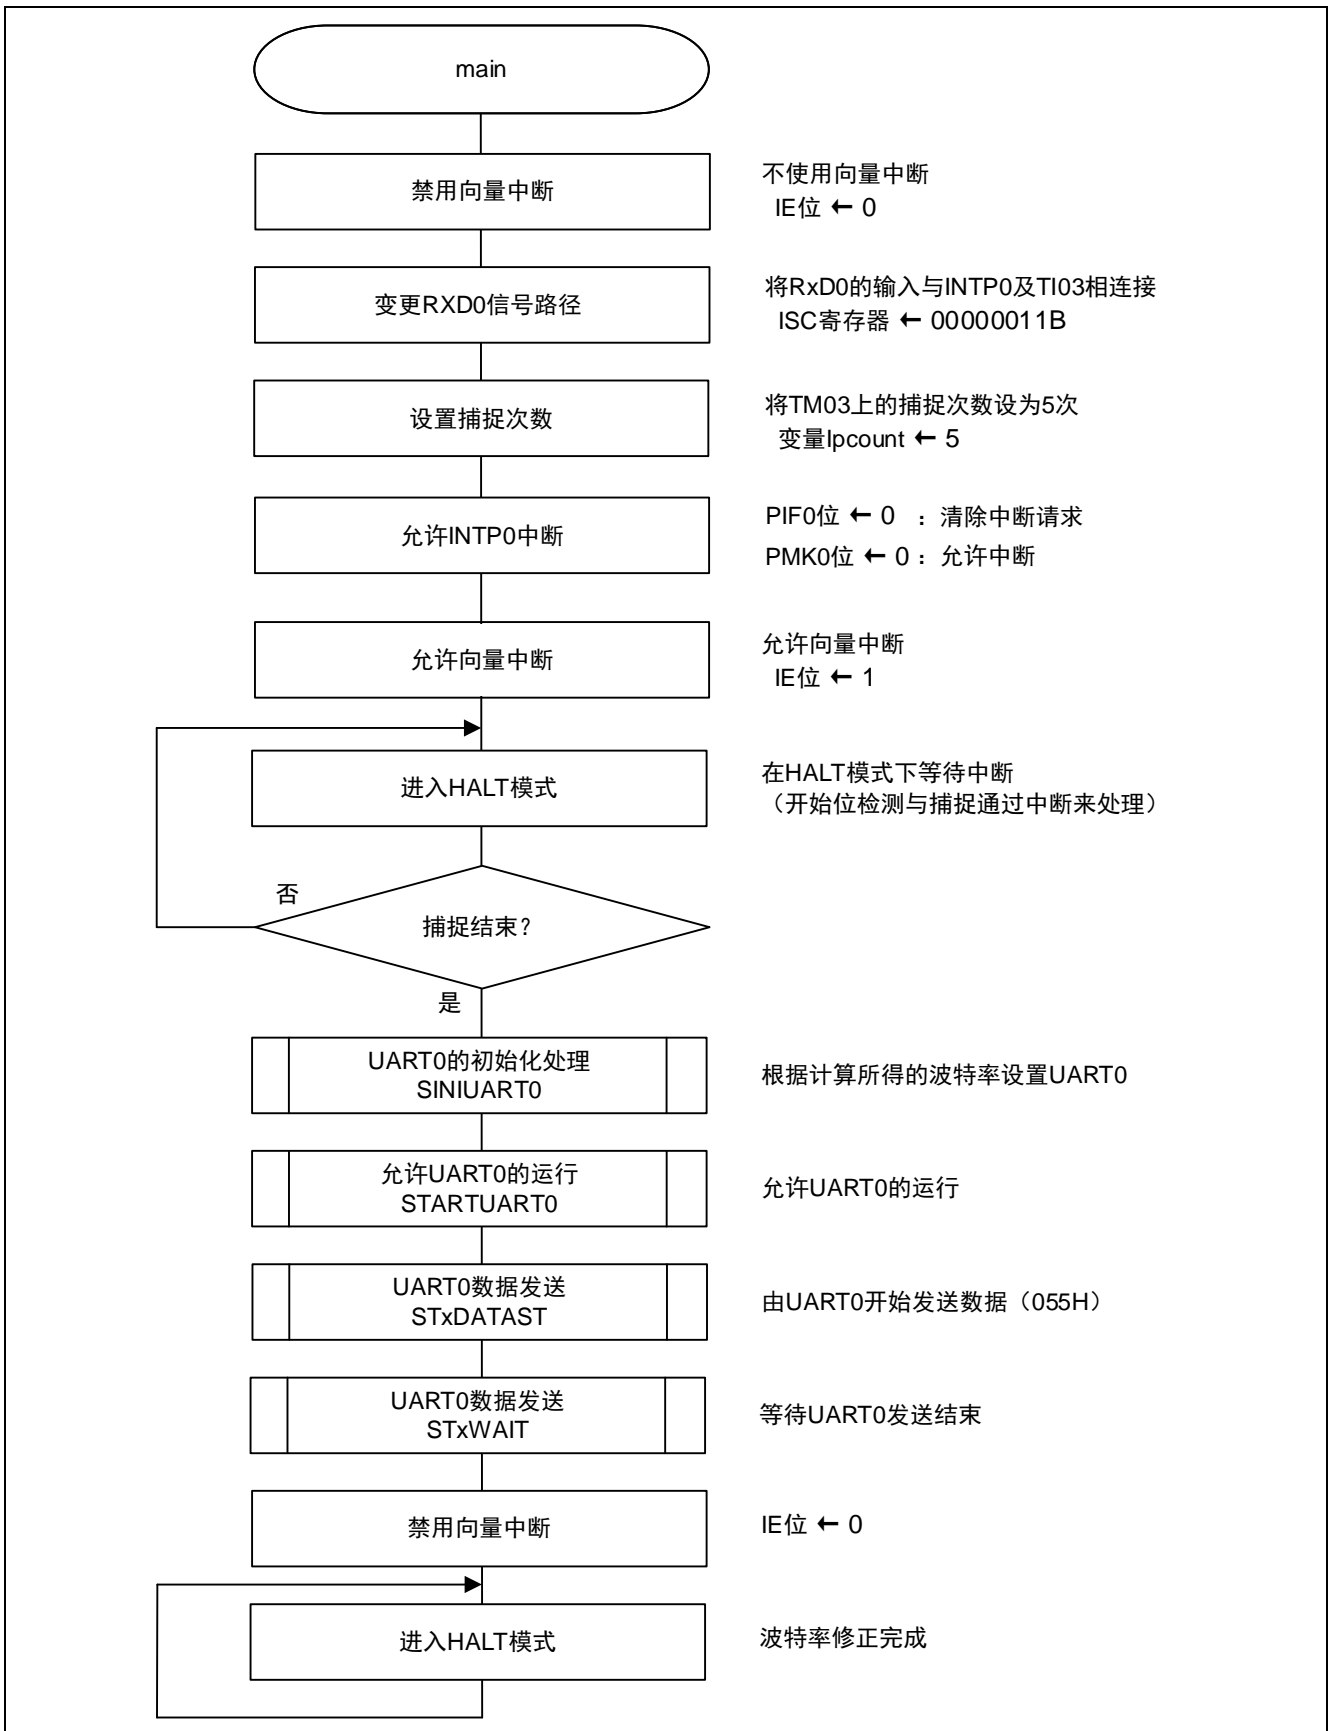 main
禁用向量中断
不使用向量中断
IE位 ← 0
变更RXD0信号路径
将RxD0的输入与INTP0及TI03相连接
ISC寄存器 ← 00000011B
设置捕捉次数
将TM03上的捕捉次数设为5次
变量Ipcount ← 5
允许INTP0中断
PIF0位 ← 0 ：清除中断请求
PMK0位 ← 0：允许中断
允许向量中断
允许向量中断
IE位 ← 1
进入HALT模式
在HALT模式下等待中断
（开始位检测与捕捉通过中断来处理）
否
捕捉结束？
是
UART0的初始化处理
SINIUART0
根据计算所得的波特率设置UART0
允许UART0的运行
STARTUART0
允许UART0的运行
UART0数据发送
STxDATAST
由UART0开始发送数据（055H）
UART0数据发送
STxWAIT
等待UART0发送结束
禁用向量中断
IE位 ← 0
进入HALT模式
波特率修正完成